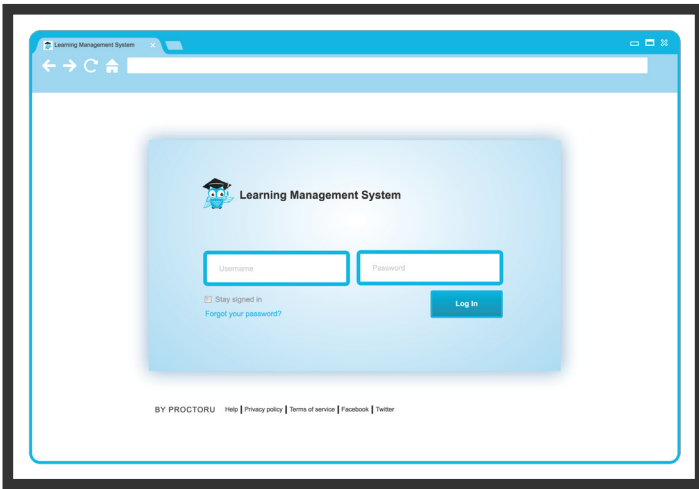 Learning Management System
Learning Management System
Username
Password
Stay signed in
Log In
Forgot your password?
BY PROCTORU Help | Privacy policy | Terms of service | Facebook | Twitter